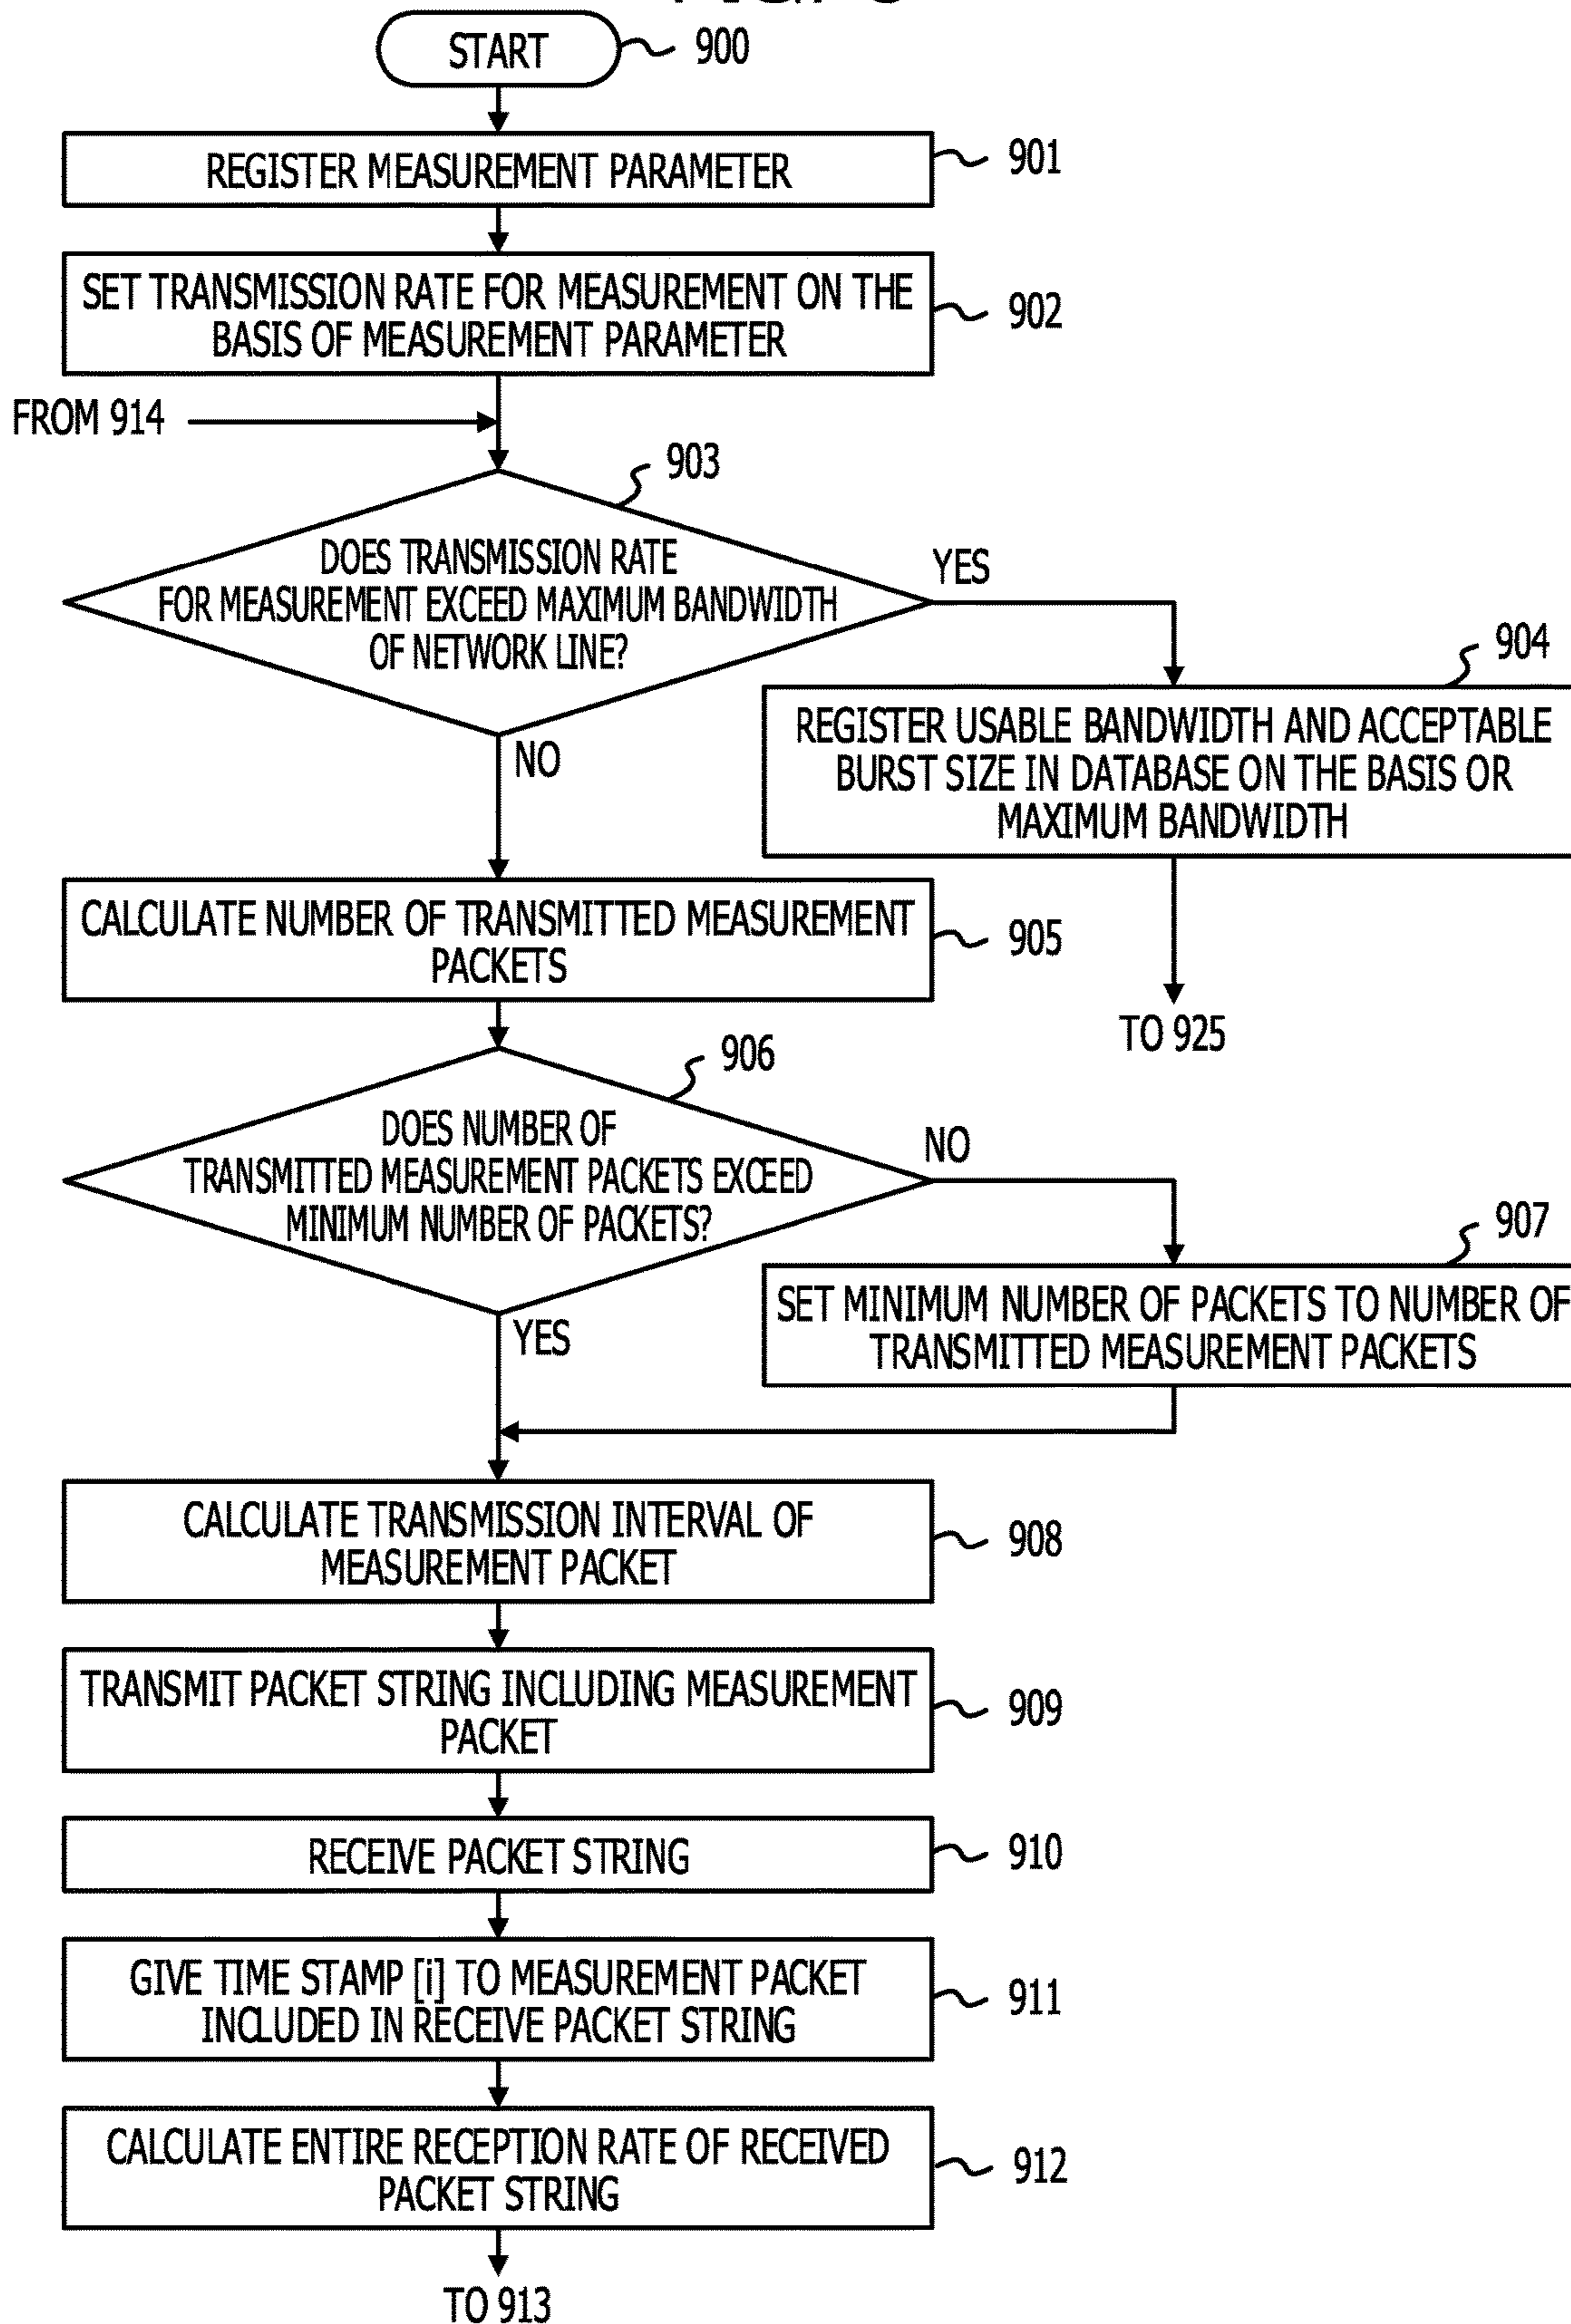 START
900
REGISTER MEASUREMENT PARAMETER
901
SET TRANSMISSION RATE FOR MEASUREMENT ON THE
BASIS OF MEASUREMENT PARAMETER
902
FROM 914
903
DOES TRANSMISSION RATE
FOR MEASUREMENT EXCEED MAXIMUM BANDWIDTH
OF NETWORK LINE?
YES
NO
904
REGISTER USABLE BANDWIDTH AND ACCEPTABLE
BURST SIZE IN DATABASE ON THE BASIS OR
MAXIMUM BANDWIDTH
TO 925
CALCULATE NUMBER OF TRANSMITTED MEASUREMENT
PACKETS
905
906
DOES NUMBER OF
TRANSMITTED MEASUREMENT PACKETS EXCEED
MINIMUM NUMBER OF PACKETS?
NO
YES
907
SET MINIMUM NUMBER OF PACKETS TO NUMBER OF
TRANSMITTED MEASUREMENT PACKETS
CALCULATE TRANSMISSION INTERVAL OF
MEASUREMENT PACKET
908
TRANSMIT PACKET STRING INCLUDING MEASUREMENT
PACKET
909
RECEIVE PACKET STRING
910
GIVE TIME STAMP [i] TO MEASUREMENT PACKET
INCLUDED IN RECEIVE PACKET STRING
911
CALCULATE ENTIRE RECEPTION RATE OF RECEIVED
PACKET STRING
912
TO 913